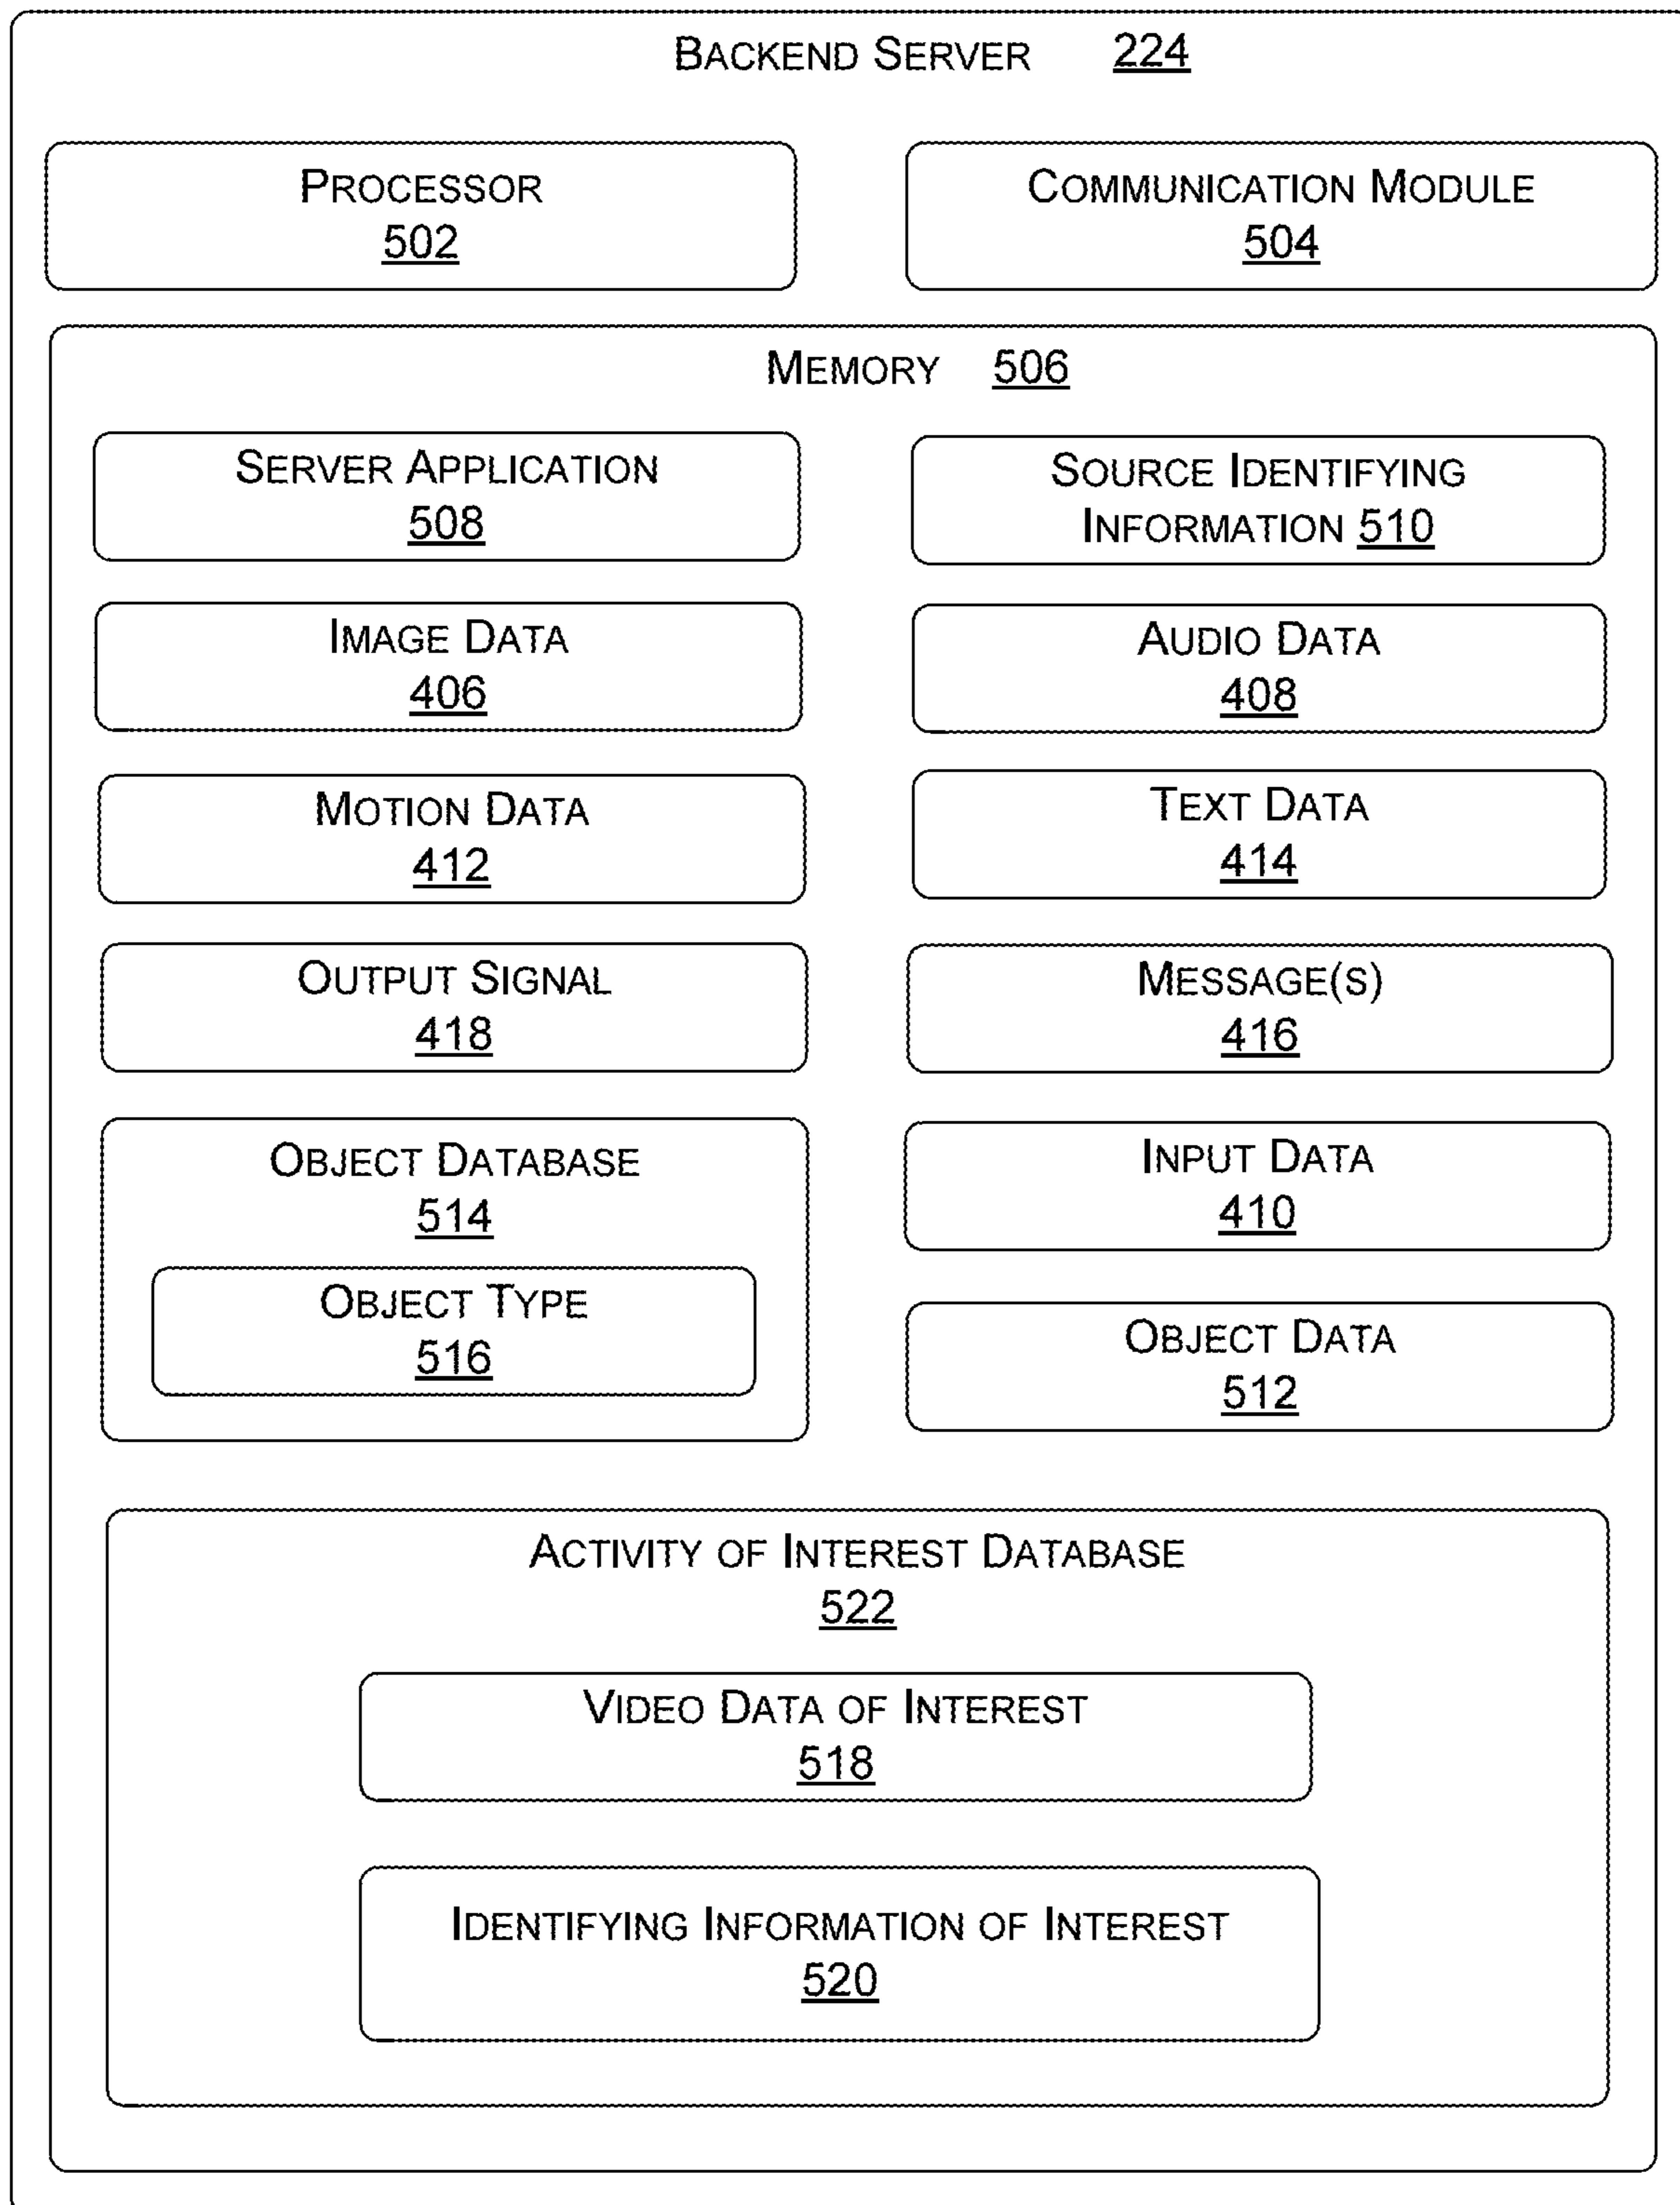 BACKEND SERVER 224
PROCESSOR
502
COMMUNICATION MODULE
504
MEMORY 506
SERVER APPLICATION
508
SOURCE IDENTIFYING
INFORMATION 510
IMAGE DATA
406
AUDIO DATA
408
MOTION DATA
412
TEXT DATA
414
OUTPUT SIGNAL
418
MESSAGE(S)
416
OBJECT DATABASE
514
OBJECT TYPE
516
INPUT DATA
410
OBJECT DATA
512
ACTIVITY OF INTEREST DATABASE
522
VIDEO DATA OF INTEREST
518
IDENTIFYING INFORMATION OF INTEREST
520